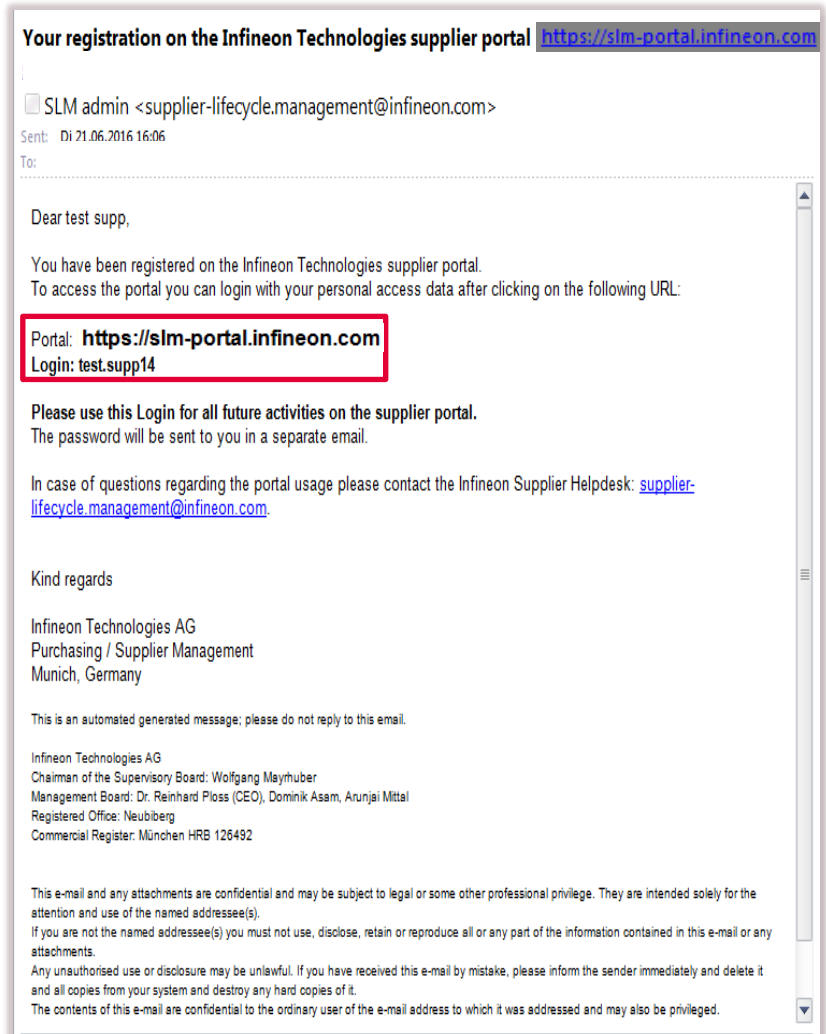 Your registration on the Infineon Technologies supplier portal https://slm-portal.infineon.com
SLM admin <supplier-lifecycle.management@infineon.com>
Sent: Di 21.06.2016 16:06
To:
Dear test supp,
You have been registered on the Infineon Technologies supplier portal.
To access the portal you can login with your personal access data after clicking on the following URL:
Portal: https://slm-portal.infineon.com
Login: test.supp14
Please use this Login for all future activities on the supplier portal.
The password will be sent to you in a separate email.
In case of questions regarding the portal usage please contact the Infineon Supplier Helpdesk: supplier-
lifecycle.management@infineon.com.
Kind regards
Infineon Technologies AG
Purchasing / Supplier Management
Munich, Germany
This is an automated generated message; please do not reply to this email.
Infineon Technologies AG
Chairman of the Supervisory Board: Wolfgang Mayrhuber
Management Board: Dr. Reinhard Ploss (CEO), Dominik Asam, Arunjai Mittal
Registered Office: Neubiberg
Commercial Register: München HRB 126492
This e-mail and any attachments are confidential and may be subject to legal or some other professional privilege. They are intended solely for the
attention and use of the named addressee(s).
If you are not the named addressee(s) you must not use, disclose, retain or reproduce all or any part of the information contained in this e-mail or any
attachments.
Any unauthorised use or disclosure may be unlawful. If you have received this e-mail by mistake, please inform the sender immediately and delete it
and all copies from your system and destroy any hard copies of it.
The contents of this e-mail are confidential to the ordinary user of the e-mail address to which it was addressed and may also be privileged.